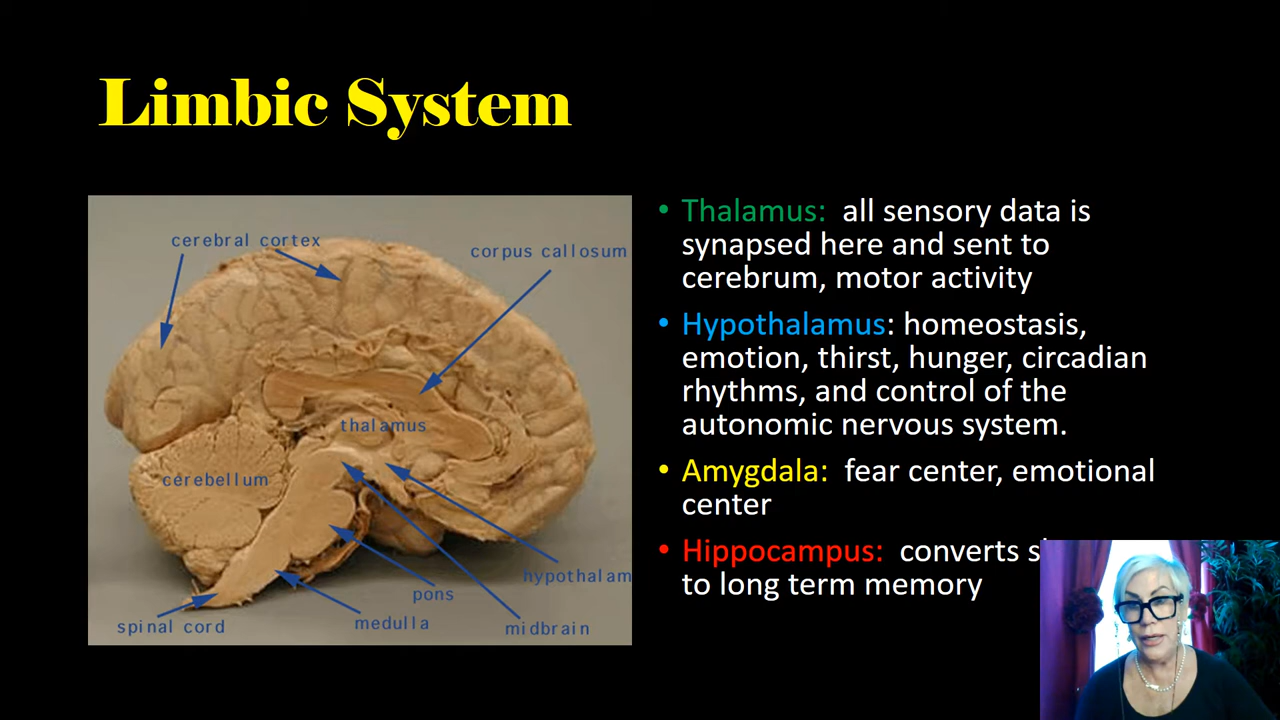 Limbic System
cerebral cortex
corpus callosum
thalamus
cerebellum
hypothalam
pons
spinal cord
medulla
midbrain
• Thalamus: all sensory data is
synapsed here and sent to
cerebrum, motor activity
• Hypothalamus: homeostasis,
emotion, thirst, hunger, circadian
rhythms, and control of the
autonomic nervous system.
• Amygdala: fear center, emotional
center
• Hippocampus: converts
to long term memory